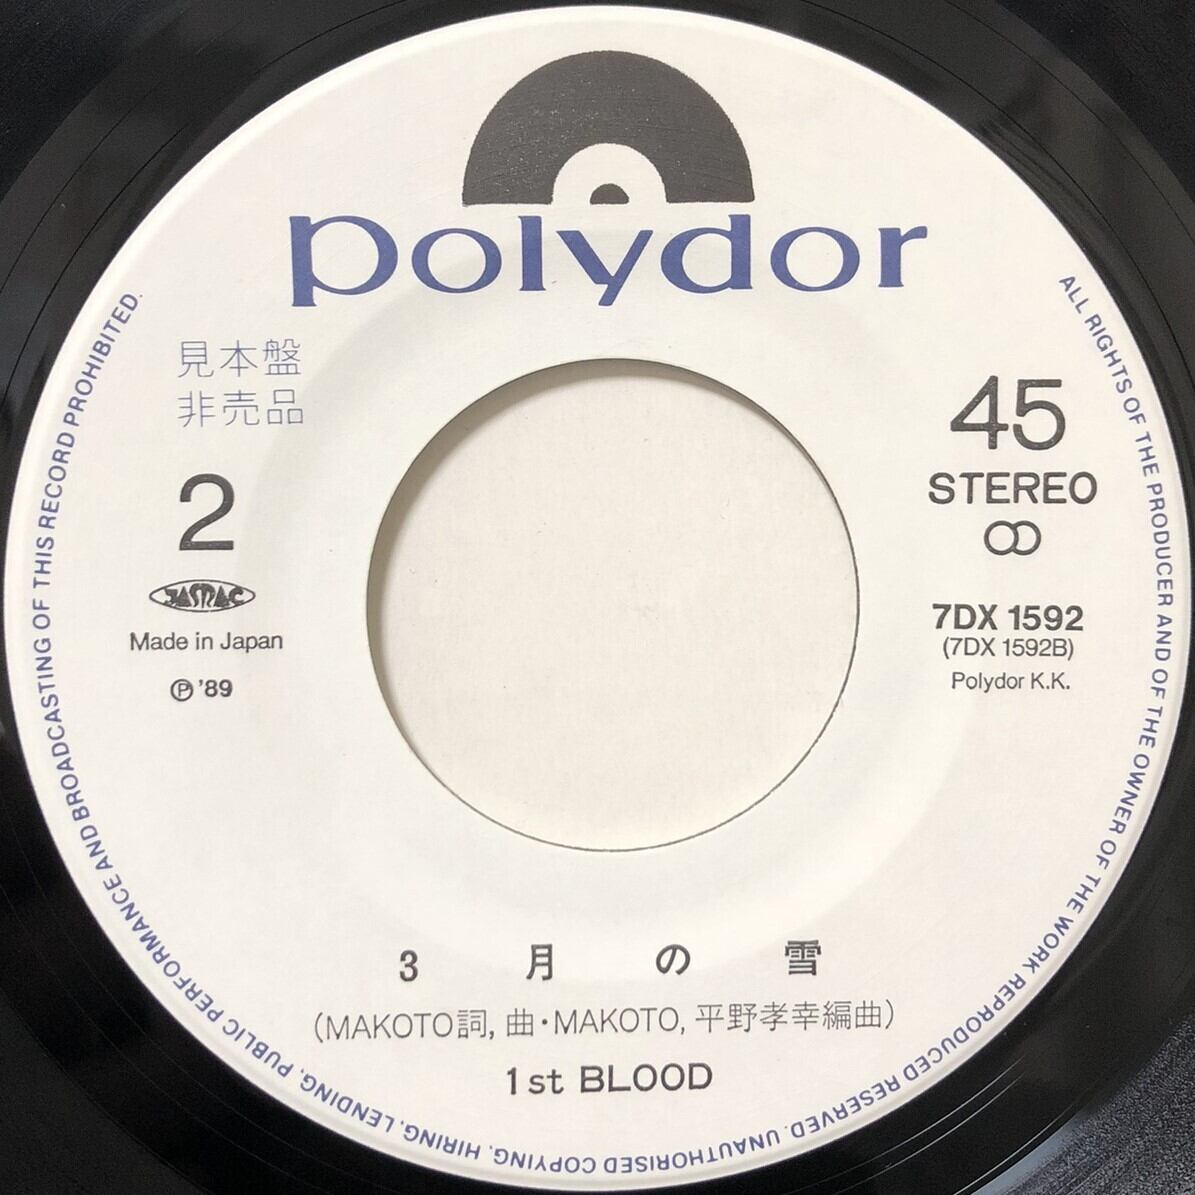 polydor
見本盤
非売品
2
JASRAC
Made in Japan
Ⓟ '89
45
STEREO
7DX 1592
(7DX 1592B)
Polydor K.K.
3月の雪
(MAKOTO詞, 曲・MAKOTO, 平野孝幸編曲)
1st BLOOD
ALL RIGHTS OF THE PRODUCER AND OF THE OWNER OF THE WORK REPRODUCED RESERVED. UNAUTHORISED COPYING, HIRING, LENDING, PUBLIC PERFORMANCE AND BROADCASTING OF THIS RECORD PROHIBITED.